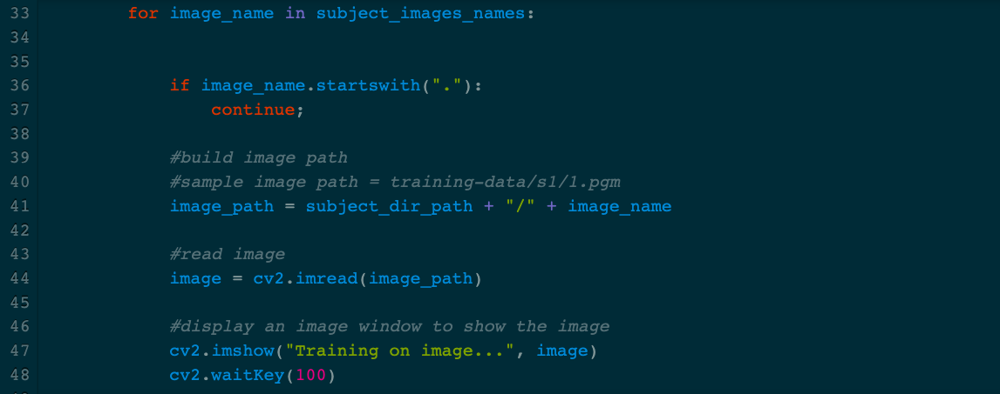 33 for image_name in subject_images_names:
34
35
36 if image_name.startswith("."):
37 continue;
38
39 #build image path
40 #sample image path = training-data/s1/1.pgm
41 image_path = subject_dir_path + "/" + image_name
42
43 #read image
44 image = cv2.imread(image_path)
45
46 #display an image window to show the image
47 cv2.imshow("Training on image...", image)
48 cv2.waitKey(100)